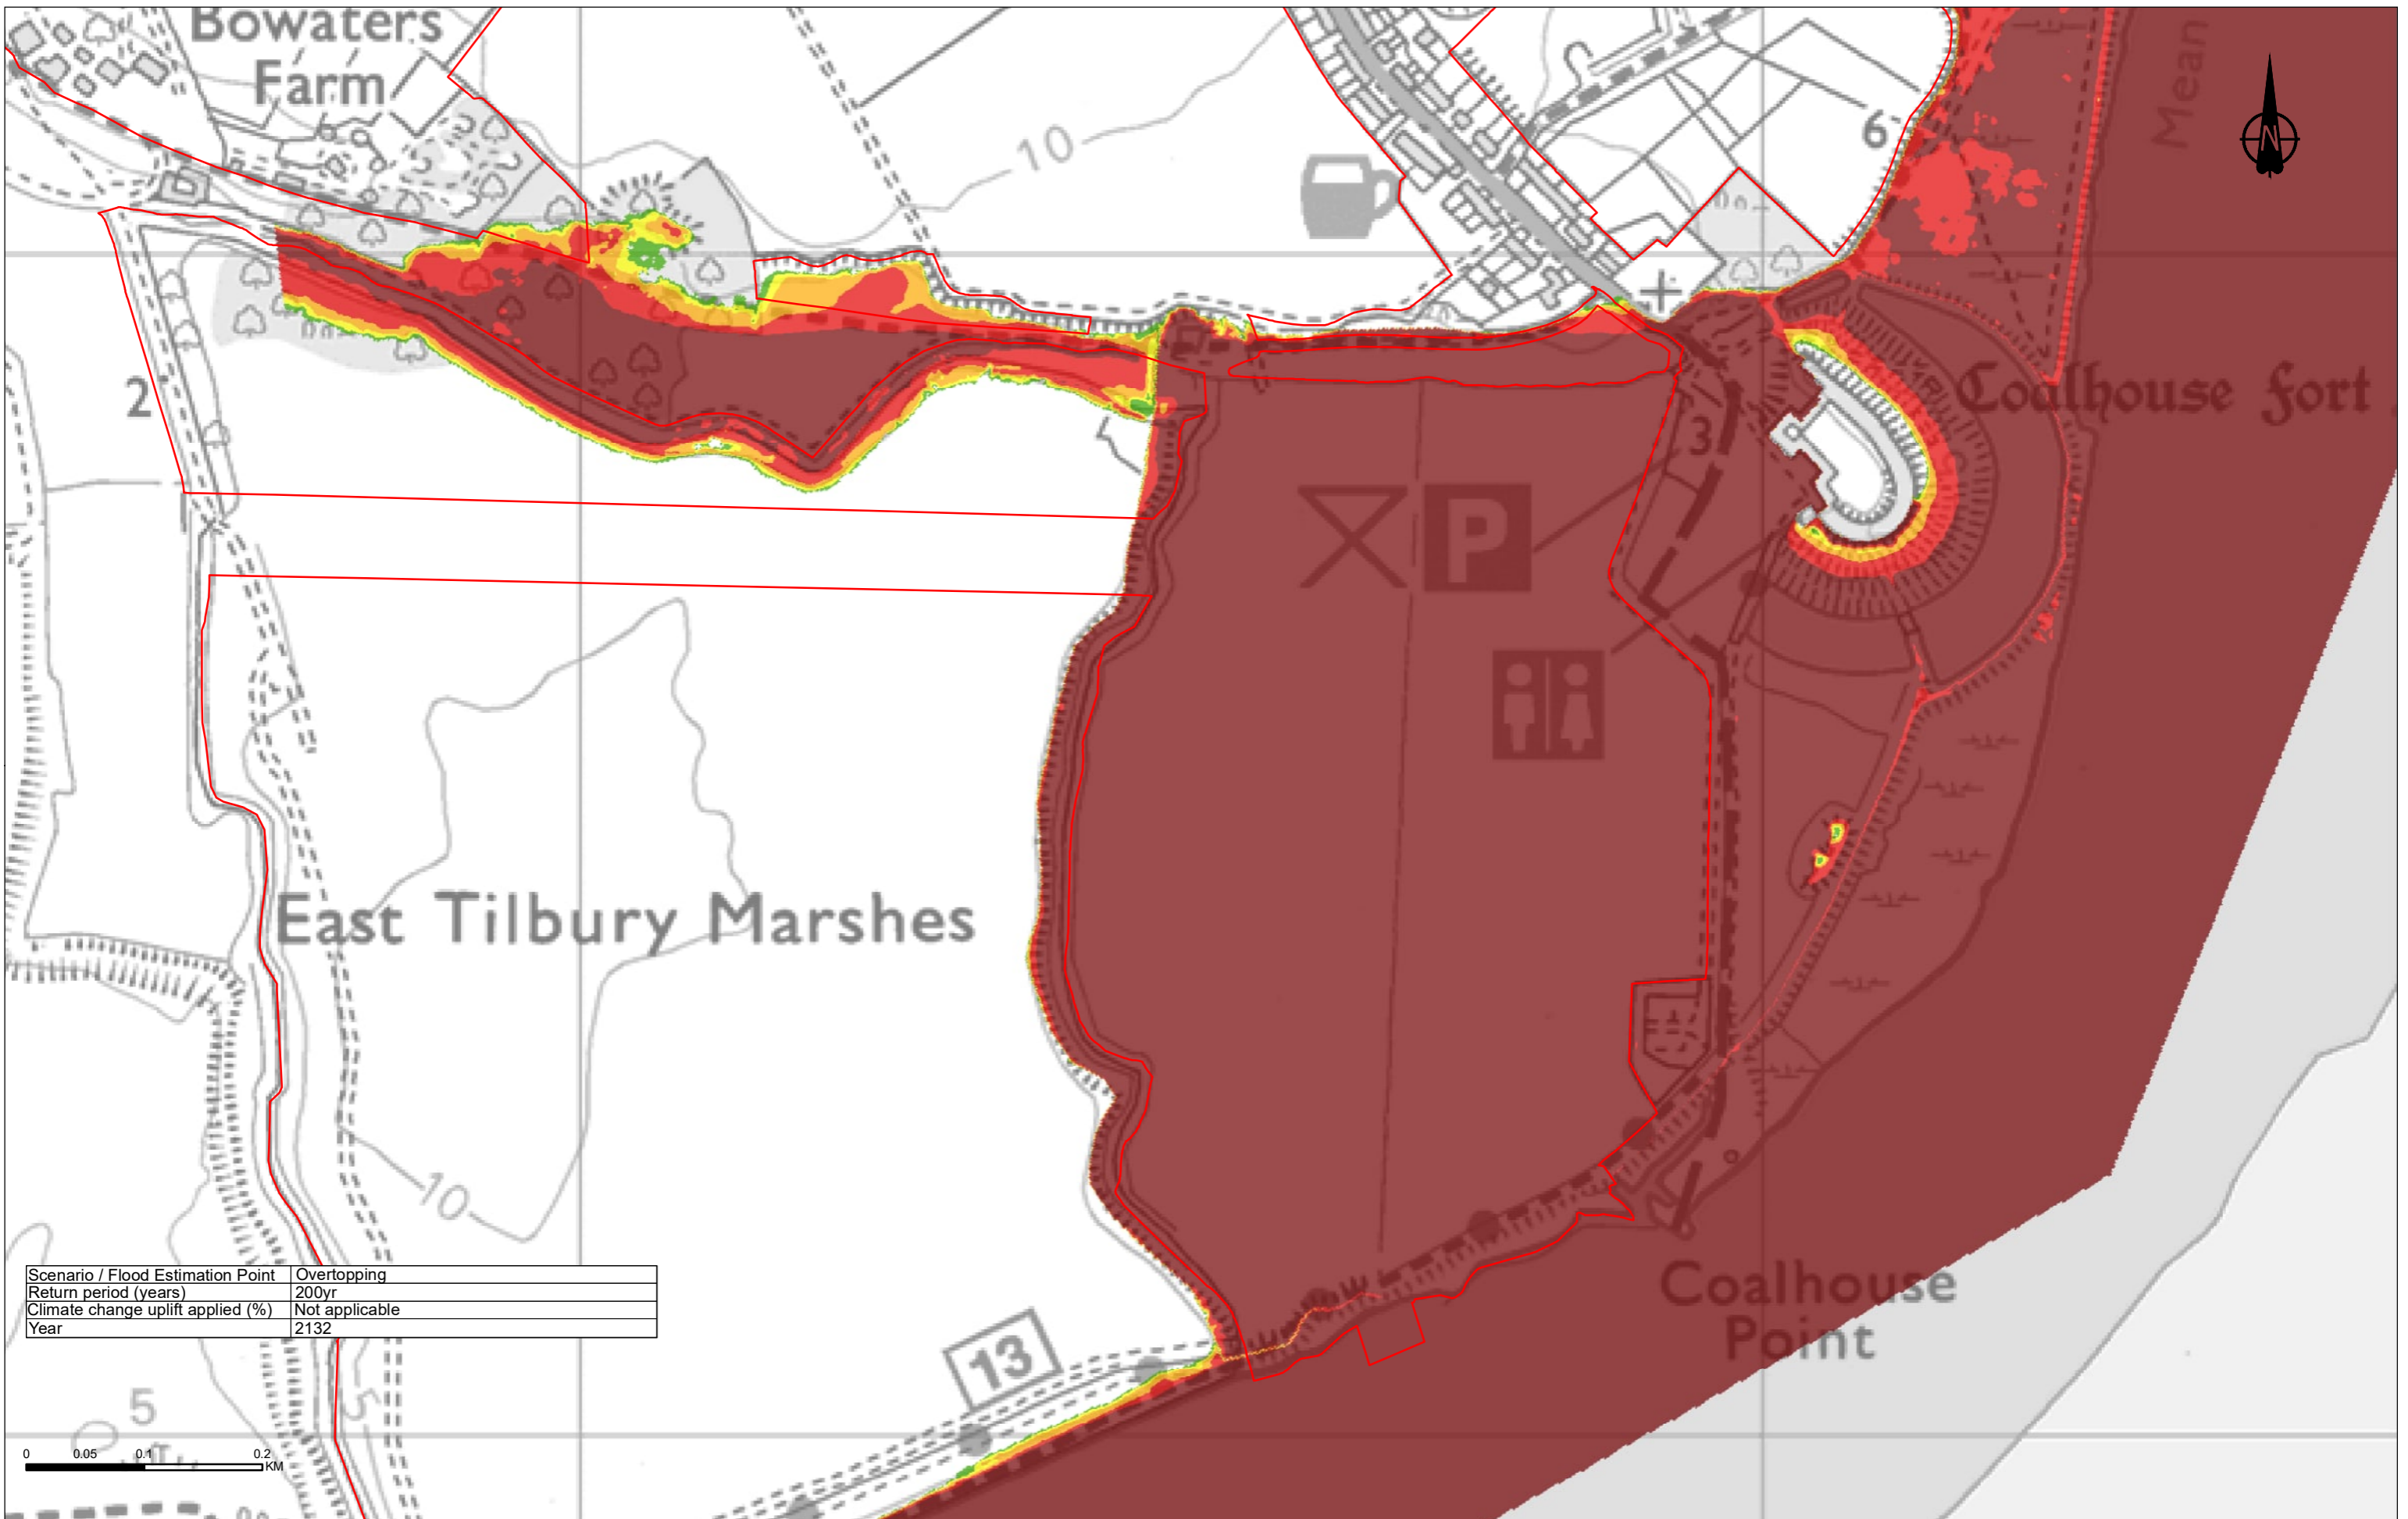 Bowaters
Farm
10
6
Mean
N
2
3
P
Coalhouse Fort
East Tilbury Marshes
10
Scenario / Flood Estimation Point Overtopping
Return period (years) 200yr
Climate change uplift applied (%) Not applicable
Year 2132
13
Coalhouse
Point
5
5
0 0.05 0.1 0.2
KM